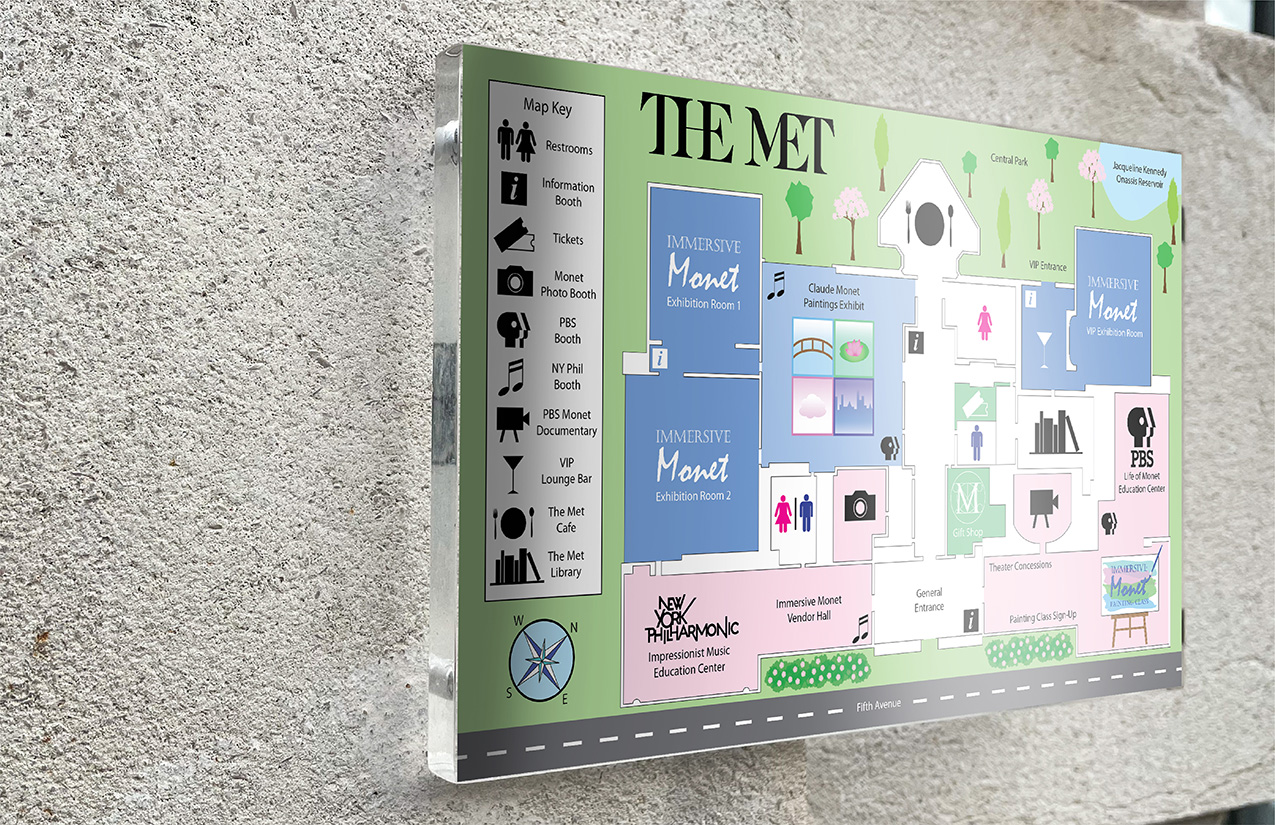 Map Key
Restrooms
Information
Booth
Tickets
Monet
Photo Booth
PBS
Booth
NY Phil
Booth
PBS Monet
Documentary
VIP
Lounge Bar
The Met
Cafe
The Met
Library
W
N
S
E
THE MET
Central Park
Jacqueline Kennedy
Onassis Reservoir
VIP Entrance
IMMERSIVE
Monet
Exhibition Room 1
Claude Monet
Paintings Exhibit
i
i
i
i
i
IMMERSIVE
Monet
VIP Exhibition Room
IMMERSIVE
Monet
Exhibition Room 2
PBS
Life of Monet
Education Center
M
Gift Shop
NEW
YORK
PHILHARMONIC
Impressionist Music
Education Center
Immersive Monet
Vendor Hall
General
Entrance
Theater Concessions
Painting Class Sign-Up
IMMERSIVE
Monet
PAINTING CLASS
Fifth Avenue